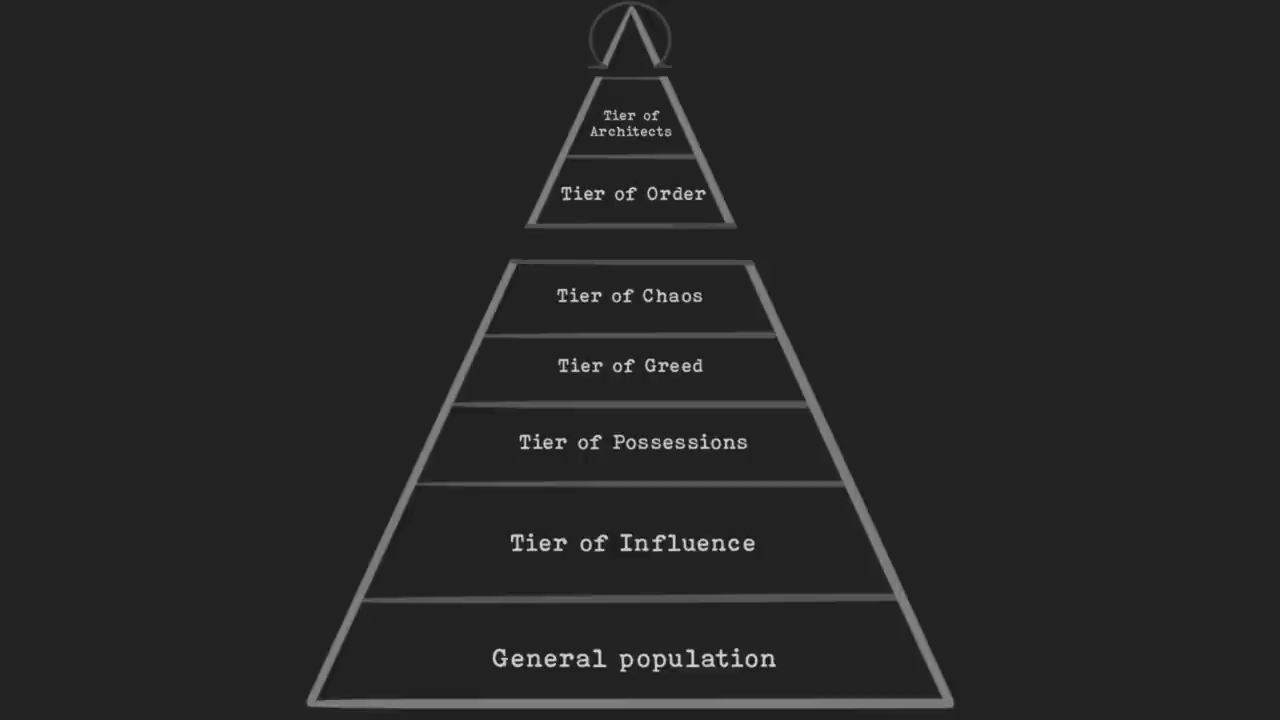 Tier of
Architects
Tier of Order
Tier of Chaos
Tier of Greed
Tier of Possessions
Tier of Influence
General population